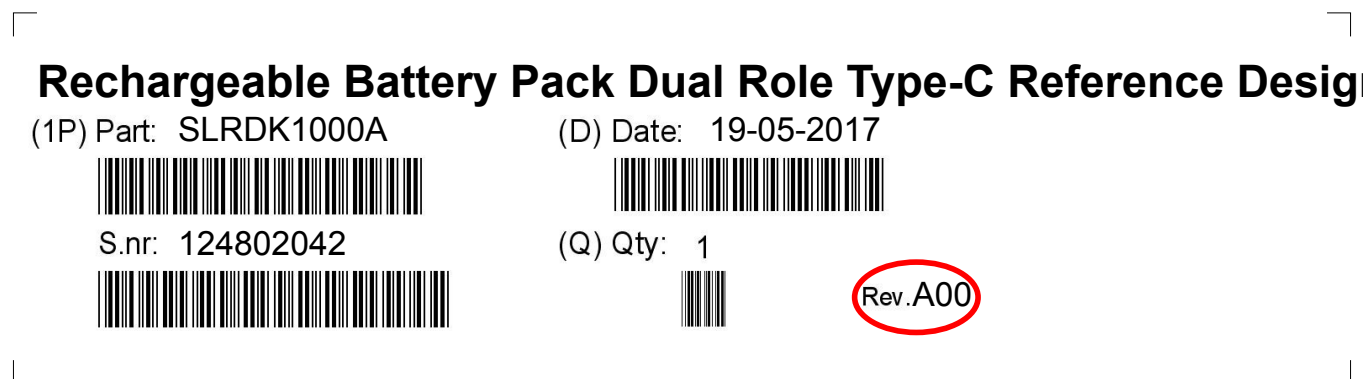 Rechargeable Battery Pack Dual Role Type-C Reference Desig
(1P) Part: SLRDK1000A (D) Date: 19-05-2017
S.nr: 124802042 (Q) Qty: 1
Rev.A00